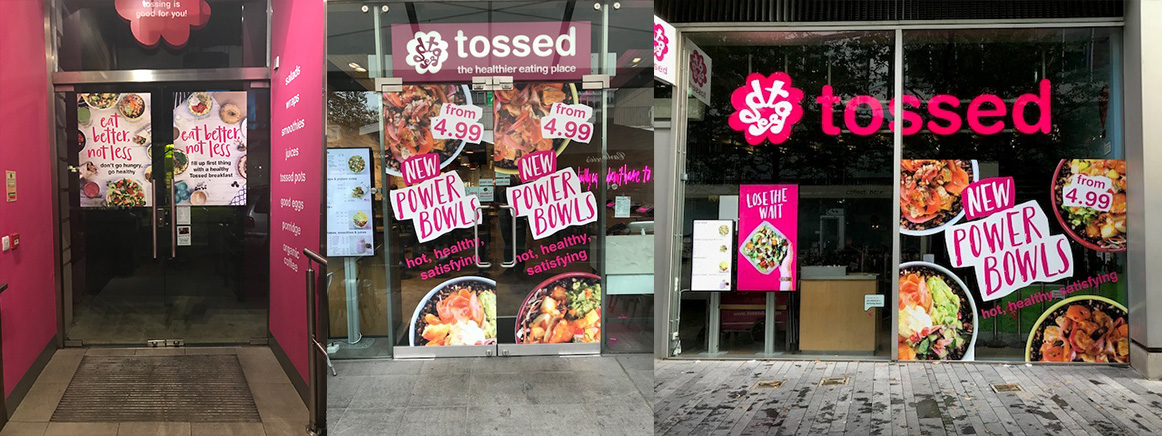 tossing is
good for you!
eat
better,
not less
don't go hungry,
go healthy
eat better,
not less
fill up first thing
with a healthy
Tossed breakfast
salads
wraps
smoothies
juices
tossed pots
good eggs
porridge
organic
coffee
tossed
tossed
the healthier eating place
from
4.99
from
4.99
NEW
POWER
BOWLS
hot, healthy,
satisfying
NEW
POWER
BOWLS
hot, healthy,
satisfying
tossed
tossed
LOSE THE
WAIT
NEW
POWER
BOWLS
hot, healthy, satisfying
from
4.99